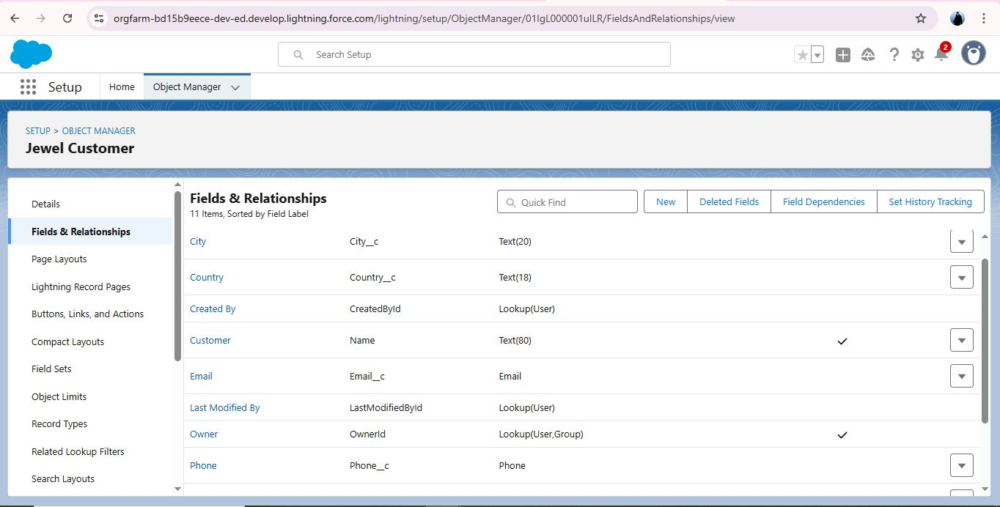 orgfarm-bd15b9eece-dev-ed.develop.lightning.force.com/lightning/setup/ObjectManager/01IgL000001uILR/FieldsAndRelationships/view
Search Setup
2
Setup
Home
Object Manager
SETUP > OBJECT MANAGER
Jewel Customer
Details
Fields & Relationships
Page Layouts
Lightning Record Pages
Buttons, Links, and Actions
Compact Layouts
Field Sets
Object Limits
Record Types
Related Lookup Filters
Search Layouts
Fields & Relationships
11 Items, Sorted by Field Label
Quick Find
New
Deleted Fields
Field Dependencies
Set History Tracking
City City__c Text(20)
Country Country__c Text(18)
Created By CreatedById Lookup(User)
Customer Name Text(80)
Email Email__c Email
Last Modified By LastModifiedById Lookup(User)
Owner OwnerId Lookup(User,Group)
Phone Phone__c Phone